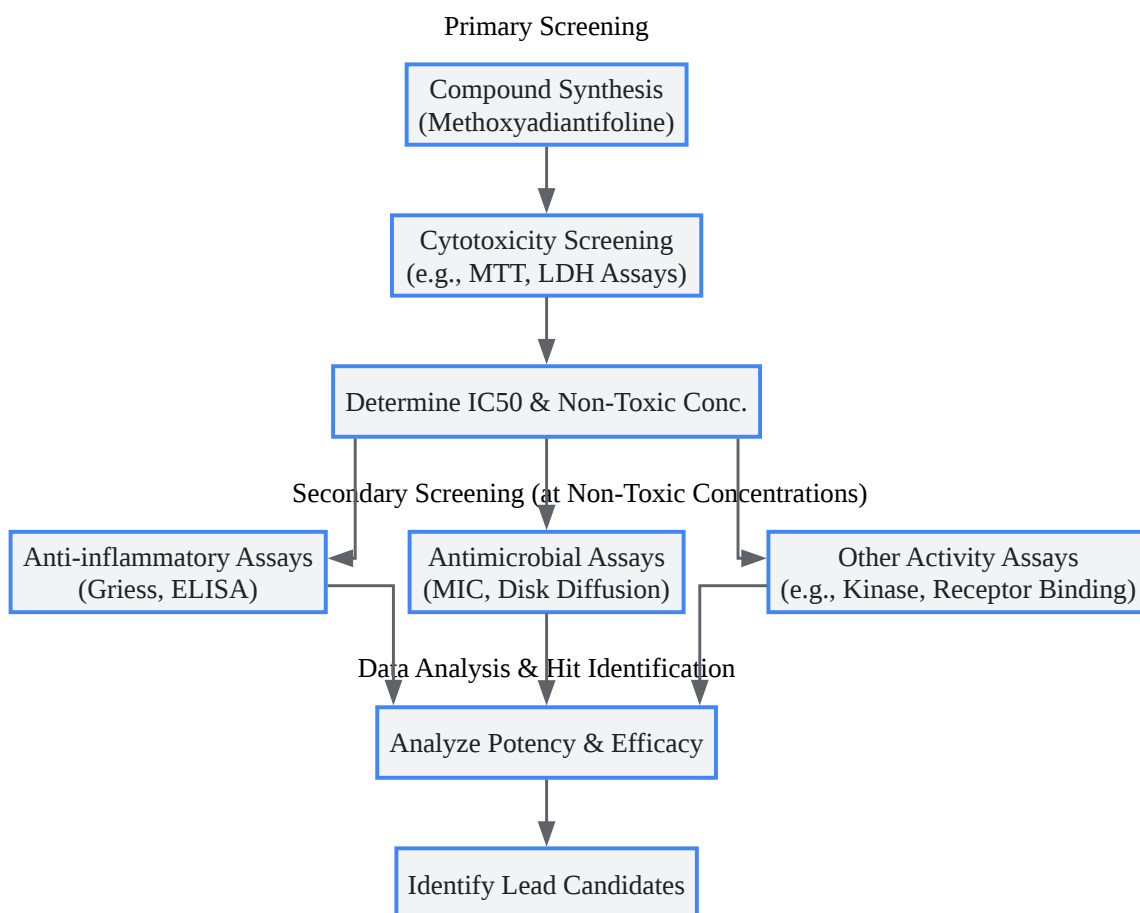 Primary Screening
Compound Synthesis
(Methoxyadiantifoline)
Cytotoxicity Screening
(e.g., MTT, LDH Assays)
Determine IC50 & Non-Toxic Conc.
Secondary Screening (at Non-Toxic Concentrations)
Anti-inflammatory Assays
(Griess, ELISA)
Antimicrobial Assays
(MIC, Disk Diffusion)
Other Activity Assays
(e.g., Kinase, Receptor Binding)
Data Analysis & Hit Identification
Analyze Potency & Efficacy
Identify Lead Candidates